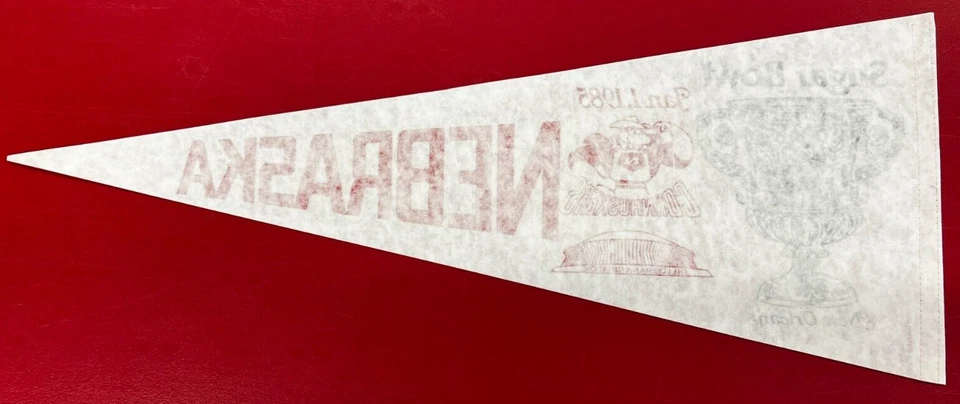 Sugar Bowl
Jan. 1, 1985
NEBRASKA
CORNHUSKERS
New Orleans